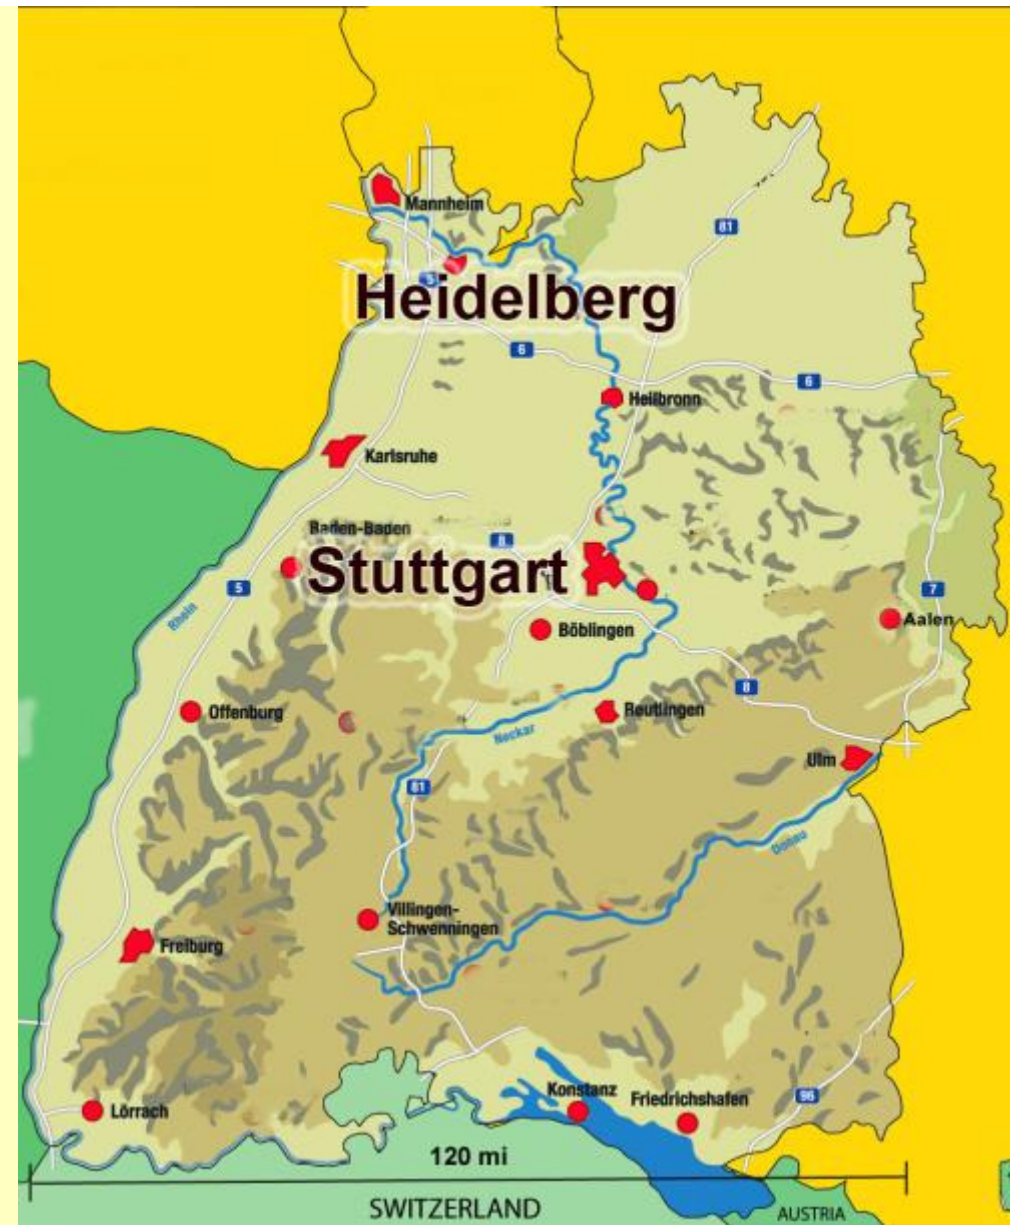 Mannheim
81
5
Heidelberg
6
6
Heilbronn
Karlsruhe
Baden-Baden
8
Stuttgart
5
7
Rhein
Aalen
Böblingen
8
Offenburg
Reutlingen
Neckar
Ulm
81
Donau
Villingen-
Schwenningen
Freiburg
Konstanz
Friedrichshafen
96
Lörrach
120 mi
SWITZERLAND
AUSTRIA